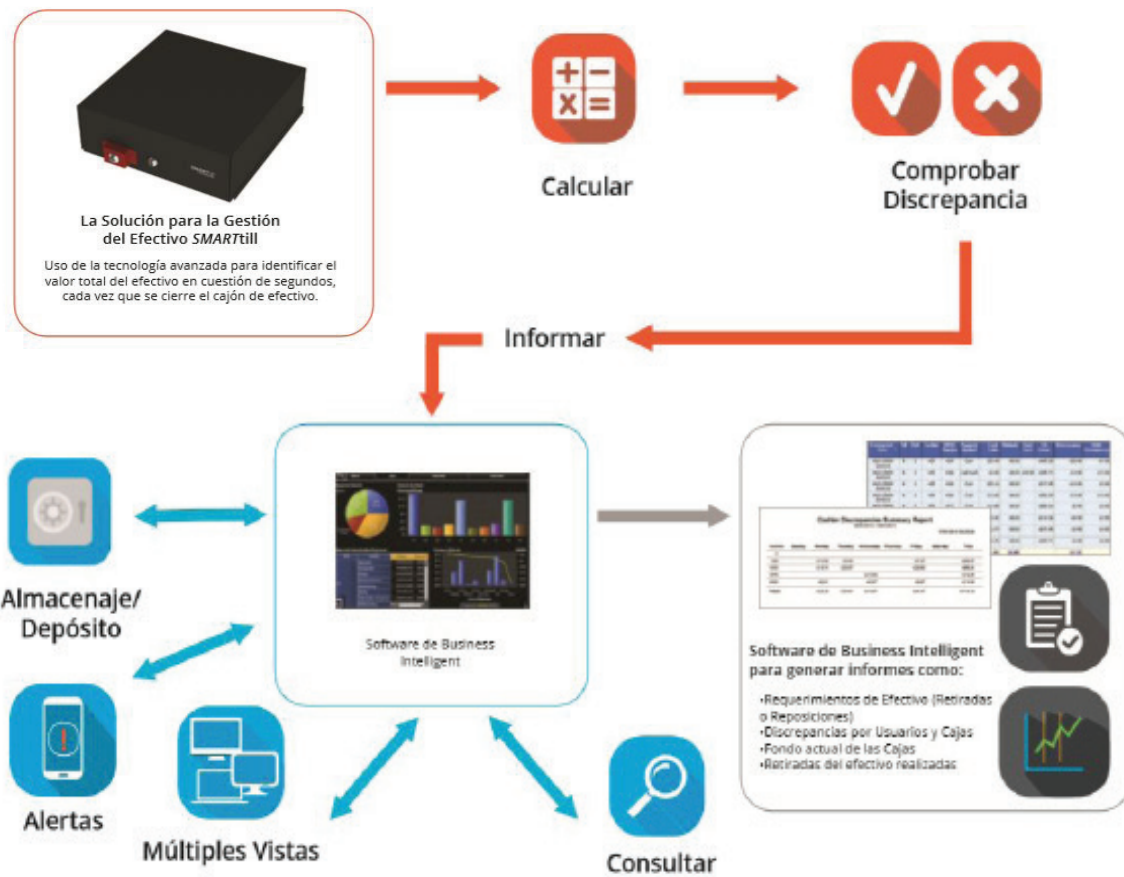 La Solución para la Gestión
del Efectivo SMARTtill
Uso de la tecnología avanzada para identificar el
valor total del efectivo en cuestión de segundos,
cada vez que se cierre el cajón de efectivo.
Calcular
Comprobar
Discrepancia
Informar
Software de Business
Intelligent
Almacenaje/
Depósito
Alertas
Múltiples Vistas
Consultar
Cashier Discrepancies Summary Report
Software de Business Intelligent
para generar informes como:
•Requerimientos de Efectivo (Retiradas
o Reposiciones)
•Discrepancias por Usuarios y Cajas
•Fondo actual de las Cajas
•Retiradas del efectivo realizadas